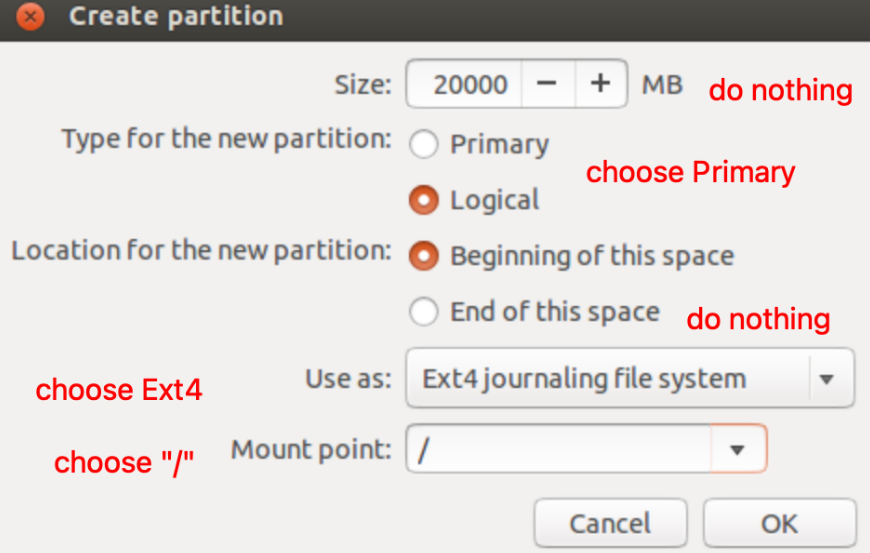 Create partition
Size: 20000 − + MB do nothing
Type for the new partition: Primary
choose Primary
Logical
Location for the new partition: Beginning of this space
End of this space do nothing
choose Ext4 Use as: Ext4 journaling file system
choose "/" Mount point: /
Cancel OK